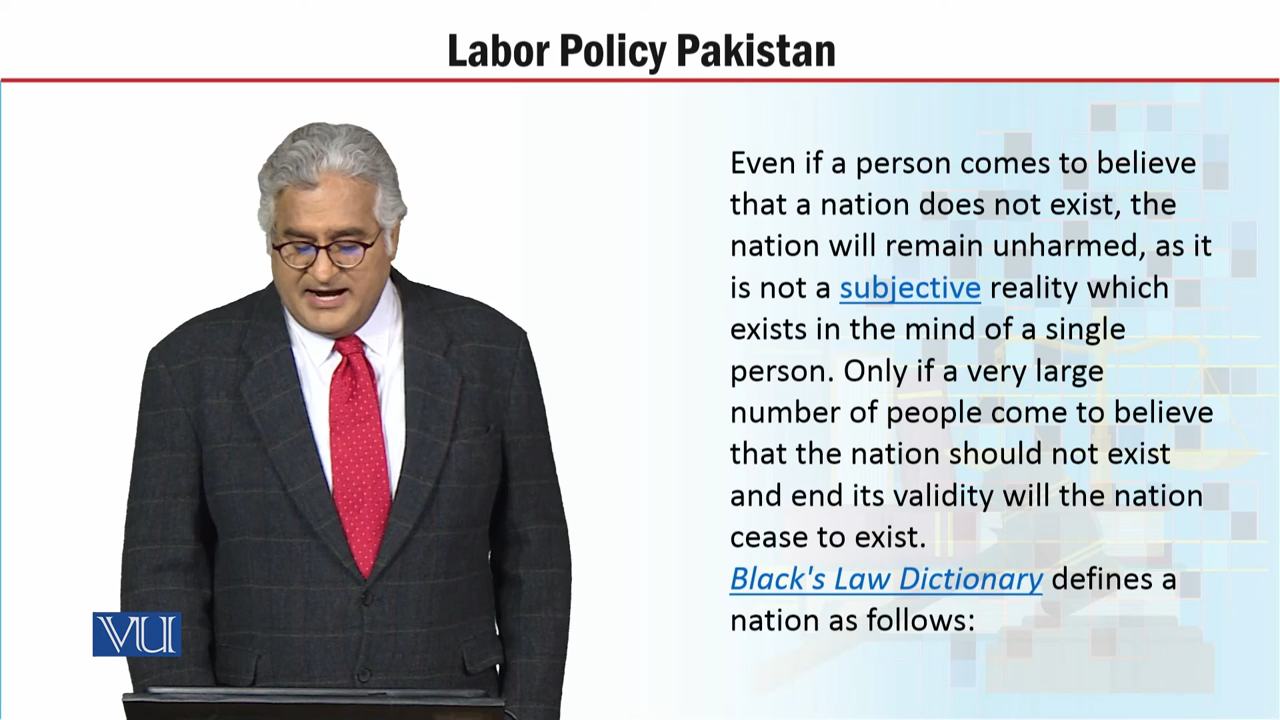 Labor Policy Pakistan
Even if a person comes to believe
that a nation does not exist, the
nation will remain unharmed, as it
is not a subjective reality which
exists in the mind of a single
person. Only if a very large
number of people come to believe
that the nation should not exist
and end its validity will the nation
cease to exist.
Black's Law Dictionary defines a
nation as follows:
VU